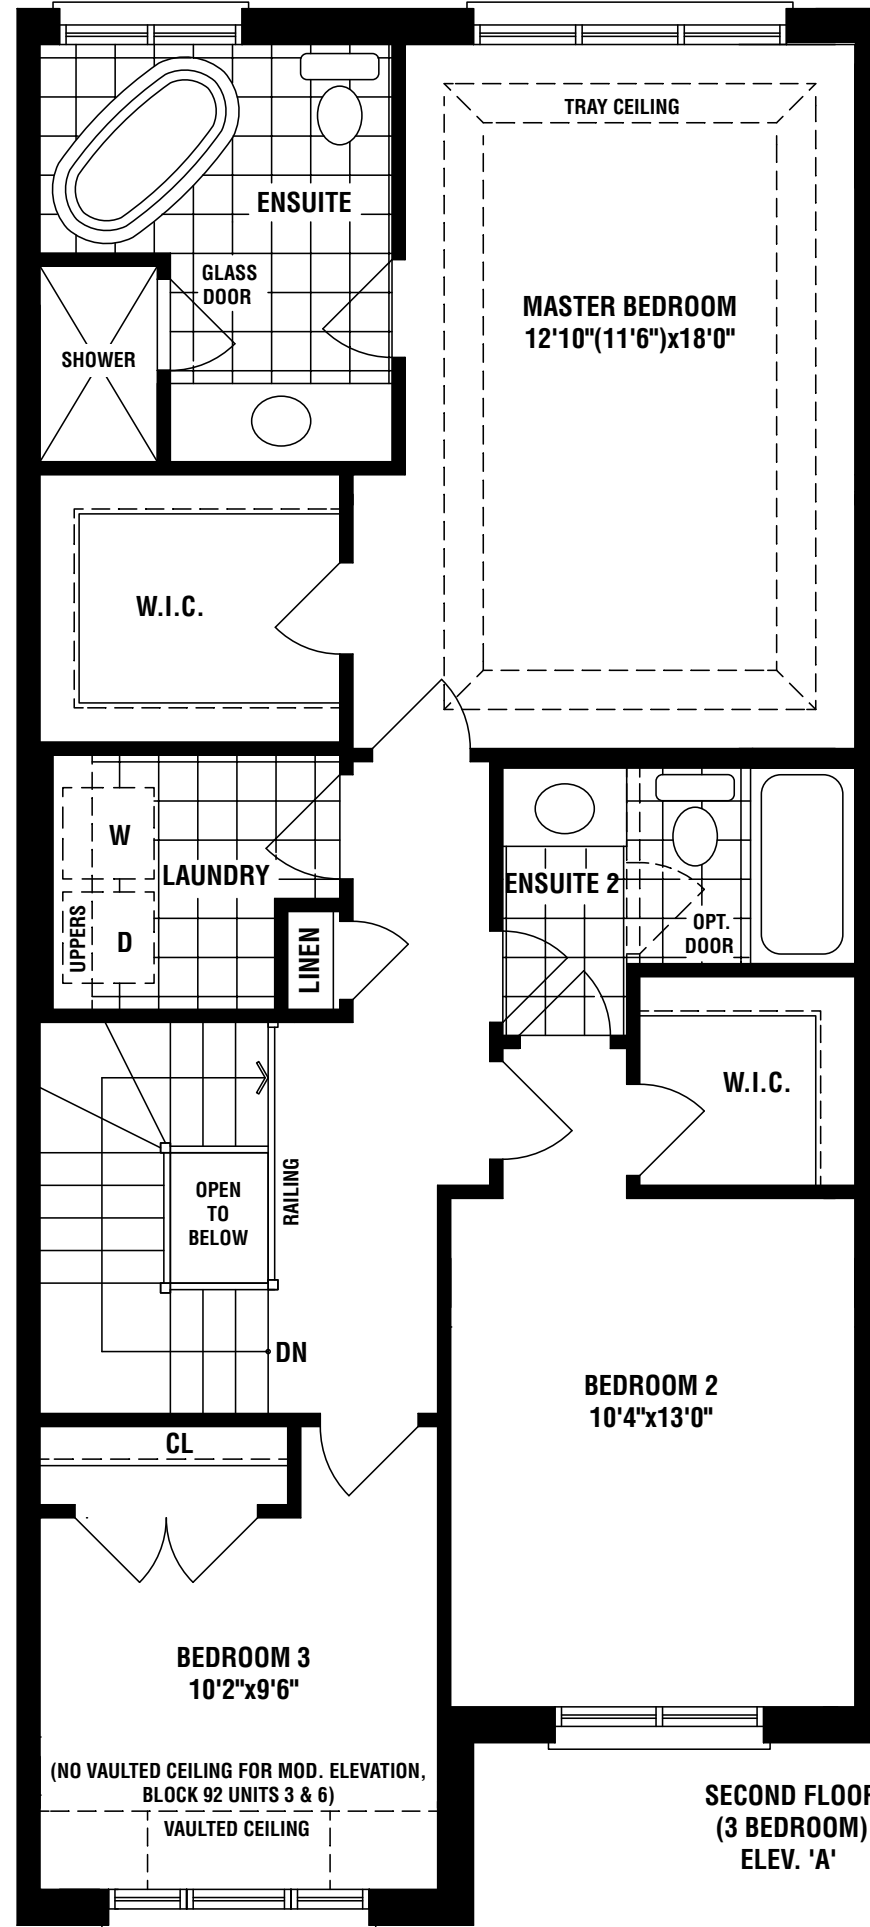 TRAY CEILING
ENSUITE
GLASS
DOOR
MASTER BEDROOM
12'10"(11'6")x18'0"
SHOWER
W.I.C.
W
LAUNDRY
UPPERS
D
LINEN
ENSUITE 2
OPT.
DOOR
W.I.C.
OPEN
TO
BELOW
RAILING
DN
BEDROOM 2
10'4"x13'0"
CL
BEDROOM 3
10'2"x9'6"
(NO VAULTED CEILING FOR MOD. ELEVATION,
BLOCK 92 UNITS 3 & 6)
VAULTED CEILING
SECOND FLOOR
(3 BEDROOM)
ELEV. 'A'